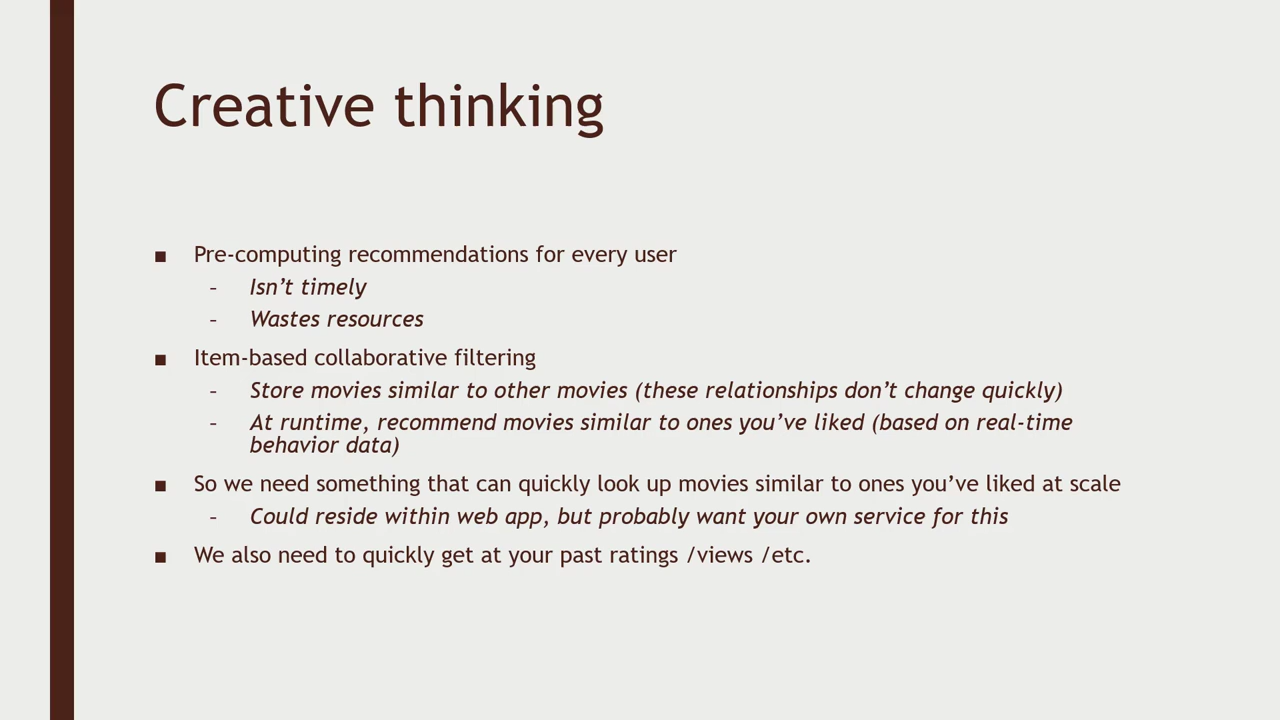 Creative thinking
■ Pre-computing recommendations for every user
– Isn’t timely
– Wastes resources
■ Item-based collaborative filtering
– Store movies similar to other movies (these relationships don’t change quickly)
– At runtime, recommend movies similar to ones you’ve liked (based on real-time
behavior data)
■ So we need something that can quickly look up movies similar to ones you’ve liked at scale
– Could reside within web app, but probably want your own service for this
■ We also need to quickly get at your past ratings /views /etc.